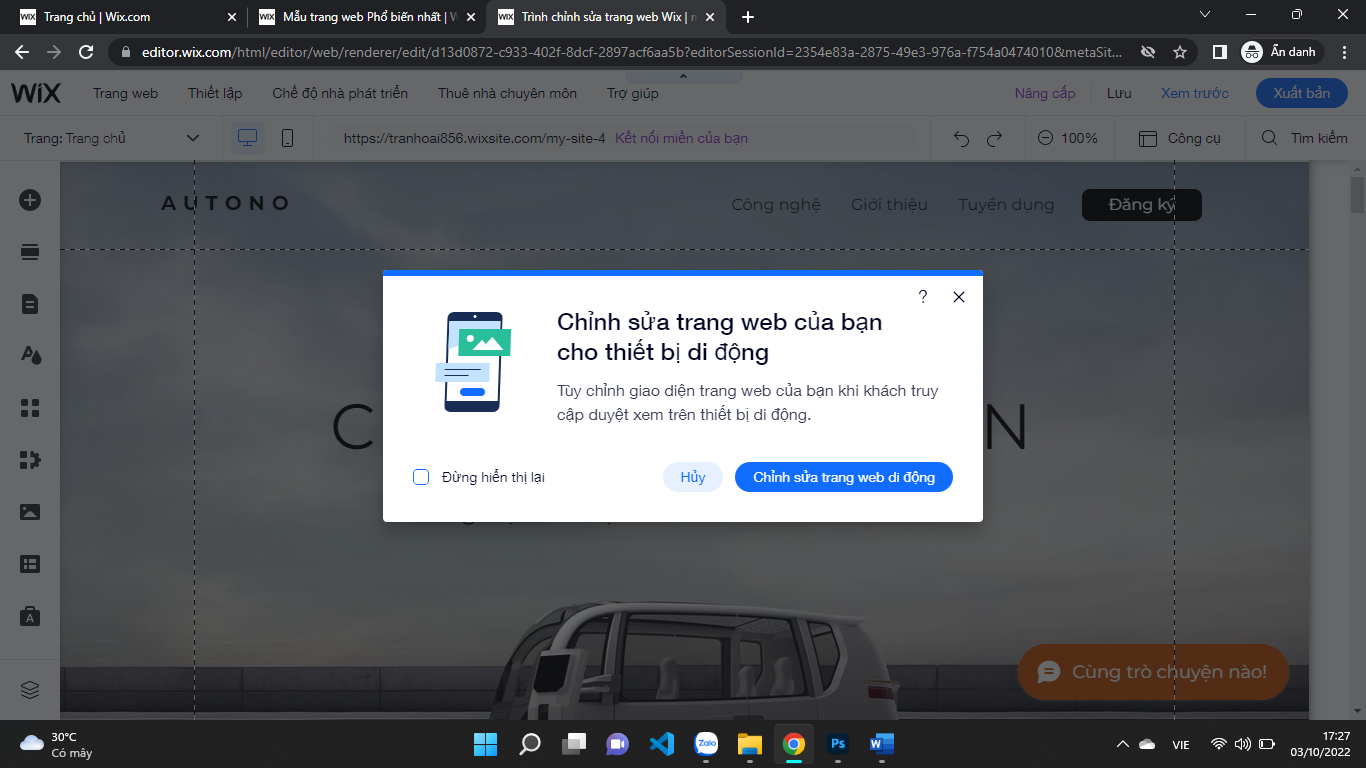 WiX Trang chủ | Wix.com
WiX Mẫu trang web Phổ biến nhất | W
WiX Trình chỉnh sửa trang web Wix | n
editor.wix.com/html/editor/web/renderer/edit/d13d0872-c933-402f-8dcf-2897acf6aa5b?editorSessionId=2354e83a-2875-49e3-976a-f754a0474010&metaSit...
Ẩn danh
WiX Trang web Thiết lập Chế độ nhà phát triển Thuê nhà chuyên môn Trợ giúp Nâng cấp Lưu Xem trước Xuất bản
Trang: Trang chủ https://tranhoai856.wixsite.com/my-site-4 Kết nối miền của bạn 100% Công cụ Tìm kiếm
AUTONO Công nghệ Giới thiệu Tuyển dụng Đăng ký
?
Chỉnh sửa trang web của bạn
cho thiết bị di động
Tùy chỉnh giao diện trang web của bạn khi khách truy
cập duyệt xem trên thiết bị di động.
Đừng hiển thị lại Hủy Chỉnh sửa trang web di động
C N
Cùng trò chuyện nào!
30°C
Có mây
Zalo
Ps
W
VIE
17:27
03/10/2022